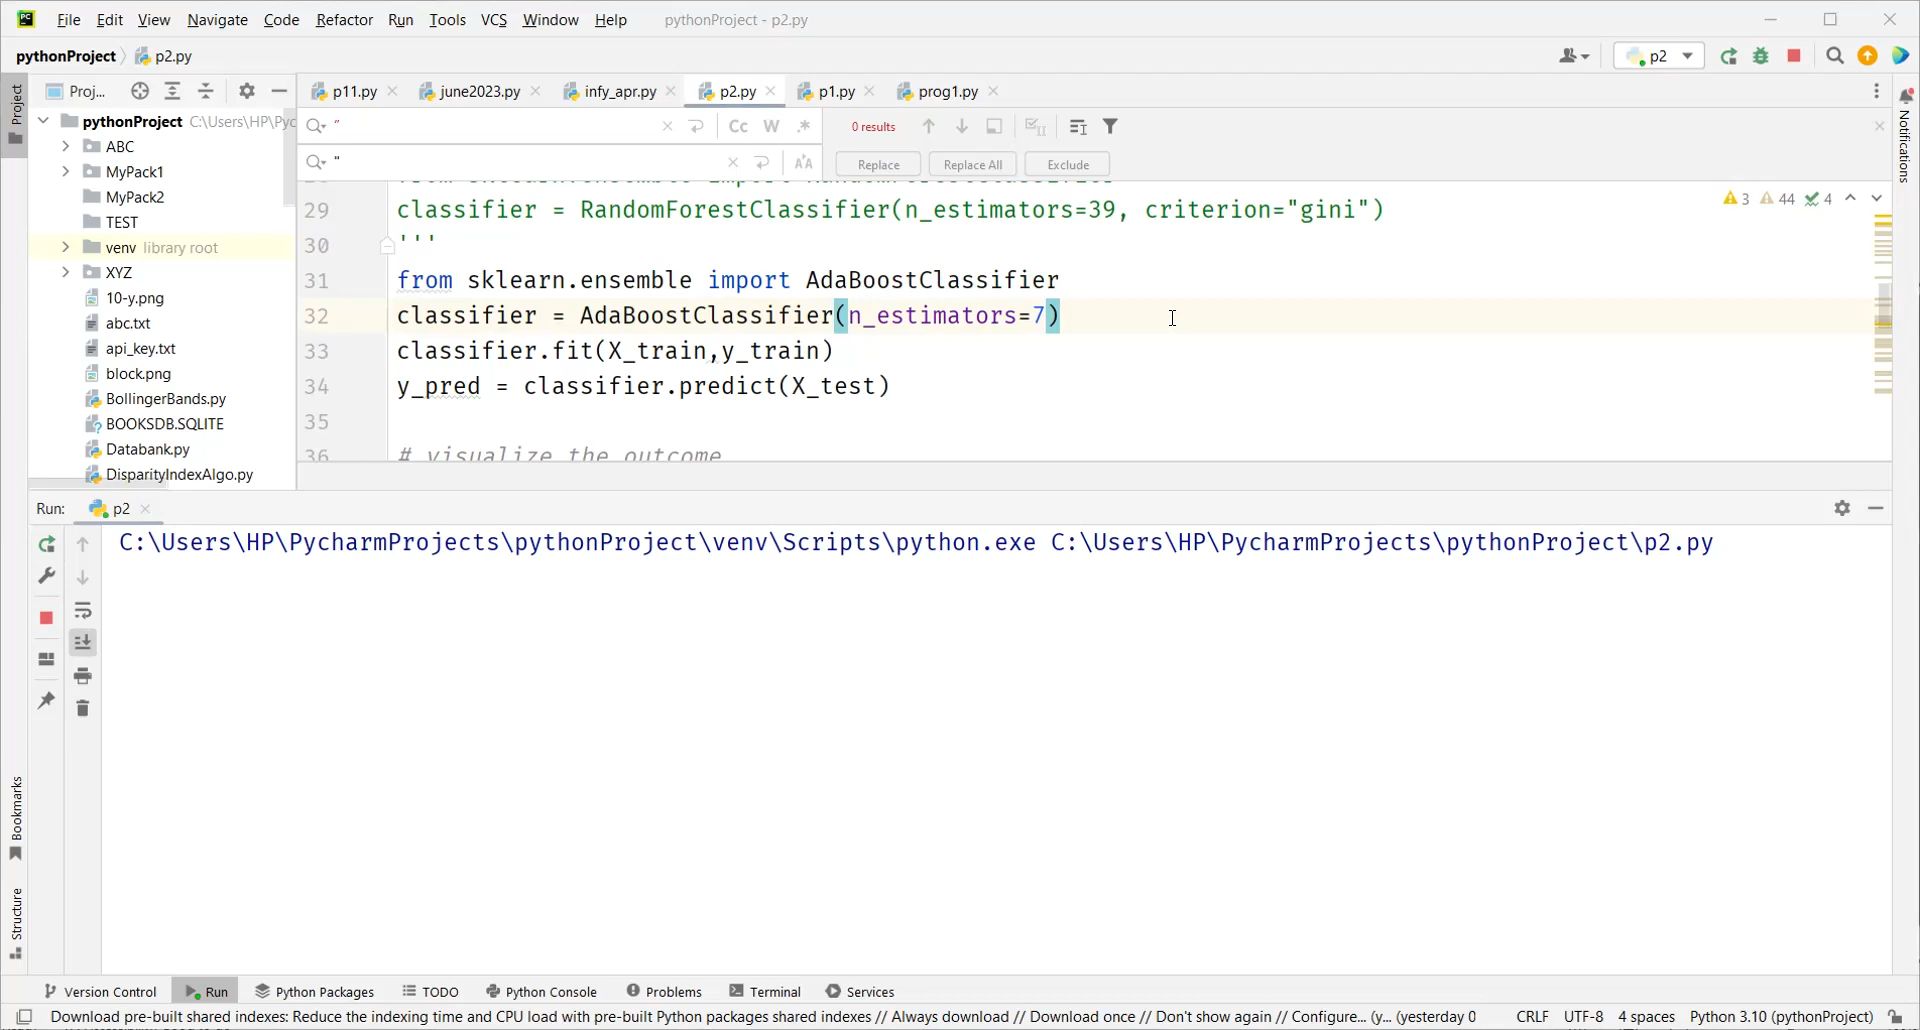 PC File Edit View Navigate Code Refactor Run Tools VCS Window Help pythonProject - p2.py
pythonProject p2.py p2
Project
Proj...
p11.py june2023.py infy_apr.py p2.py p1.py prog1.py
Notifications
pythonProject C:\Users\HP\Pyc
ABC
MyPack1
MyPack2
TEST
venv library root
XYZ
10-y.png
abc.txt
api_key.txt
block.png
BollingerBands.py
BOOKSDB.SQLITE
Databank.py
DisparityIndexAlgo.py
" Cc W .* 0 results
" Replace Replace All Exclude
3 44 4
29 classifier = RandomForestClassifier(n_estimators=39, criterion="gini")
30 '''
31 from sklearn.ensemble import AdaBoostClassifier
32 classifier = AdaBoostClassifier(n_estimators=7)
33 classifier.fit(X_train,y_train)
34 y_pred = classifier.predict(X_test)
35
36 # visualize the outcome
Run: p2
C:\Users\HP\PycharmProjects\pythonProject\venv\Scripts\python.exe C:\Users\HP\PycharmProjects\pythonProject\p2.py
Bookmarks
Structure
Version Control Run Python Packages TODO Python Console Problems Terminal Services
Download pre-built shared indexes: Reduce the indexing time and CPU load with pre-built Python packages shared indexes // Always download // Download once // Don't show again // Configure... (y... (yesterday 0 CRLF UTF-8 4 spaces Python 3.10 (pythonProject)